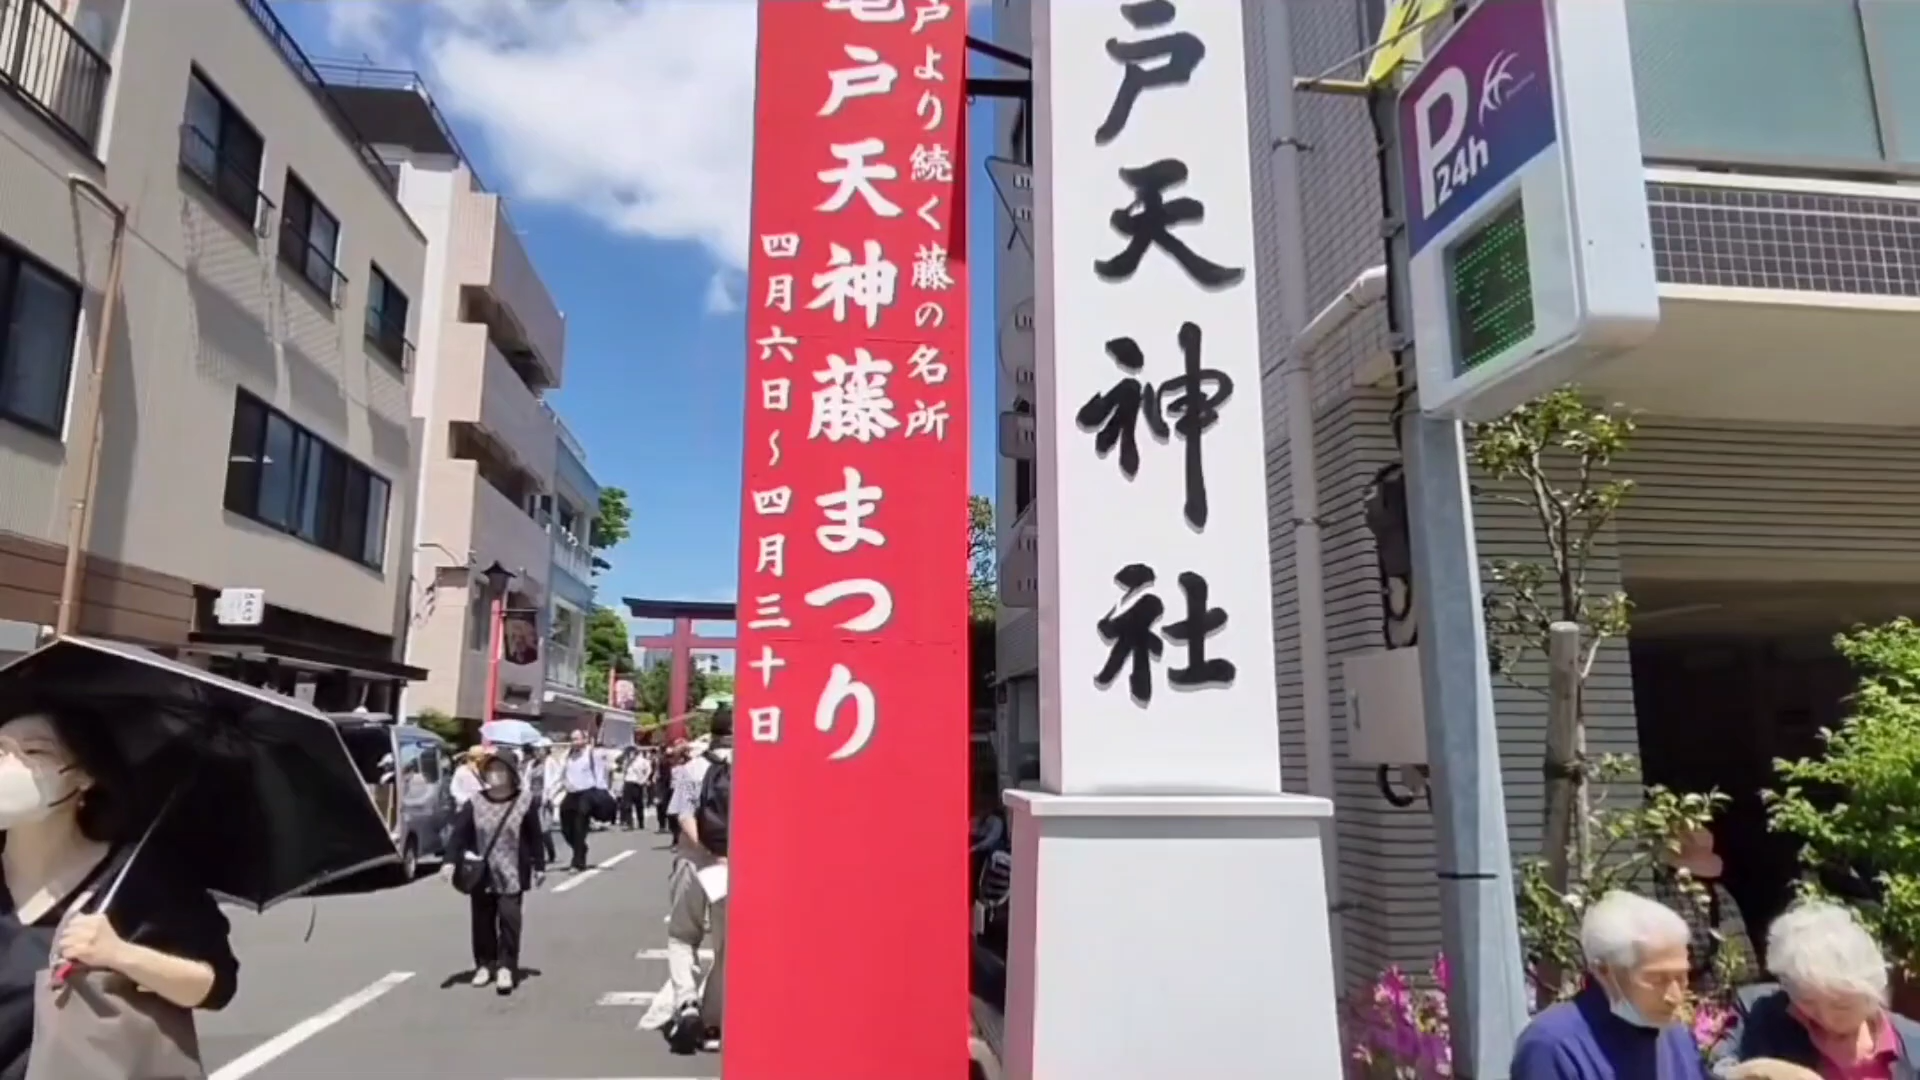 戸より続く藤の名所
亀戸天神藤まつり
四月六日~四月三十日
戸天神社
P
24h